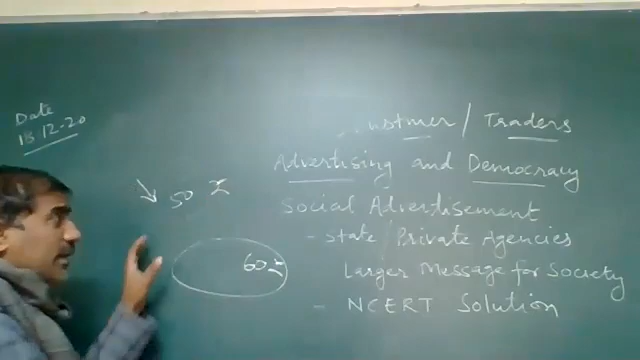 Date
18.12.20
Customer / Traders
Advertising and Democracy
Social Advertisement
- State / Private Agencies
Larger Message for Society
- NCERT Solution
50
60